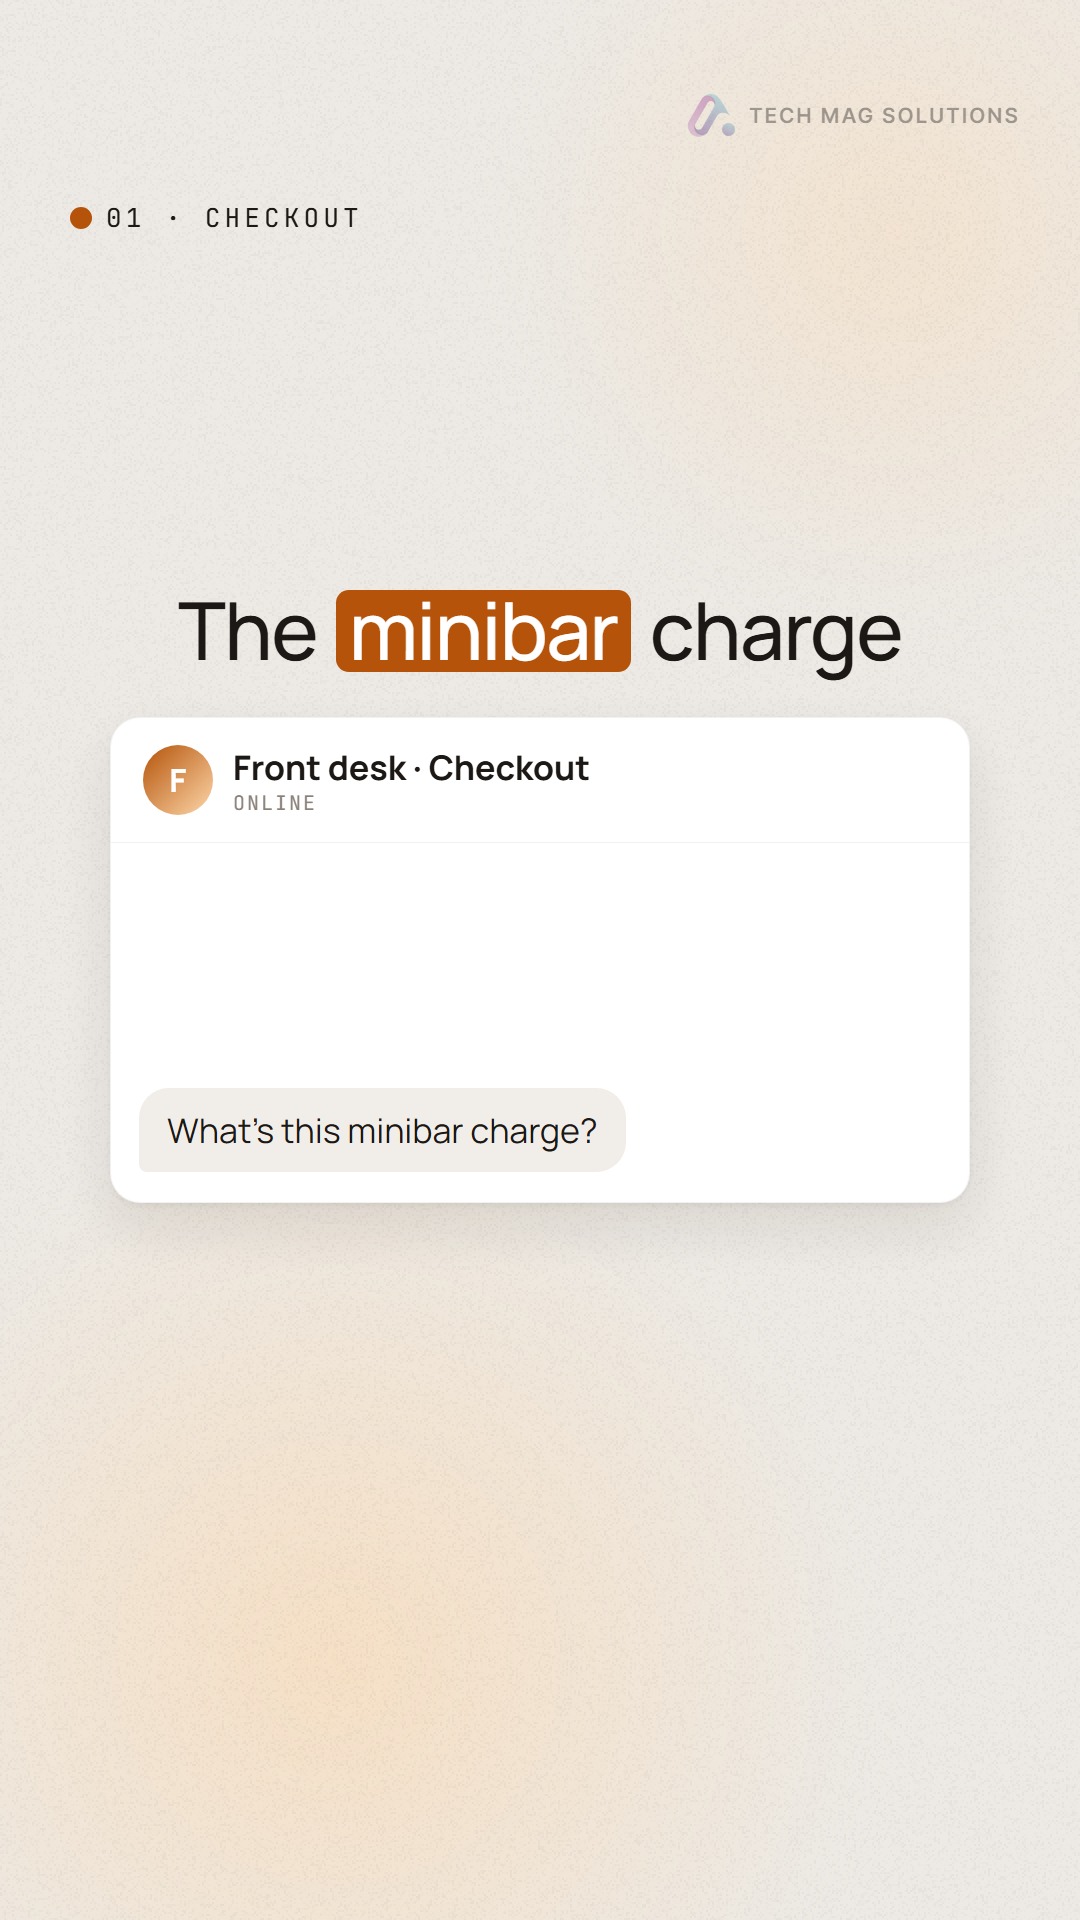 TECH MAG SOLUTIONS
01 · CHECKOUT
The minibar charge
F
Front desk · Checkout
ONLINE
What’s this minibar charge?